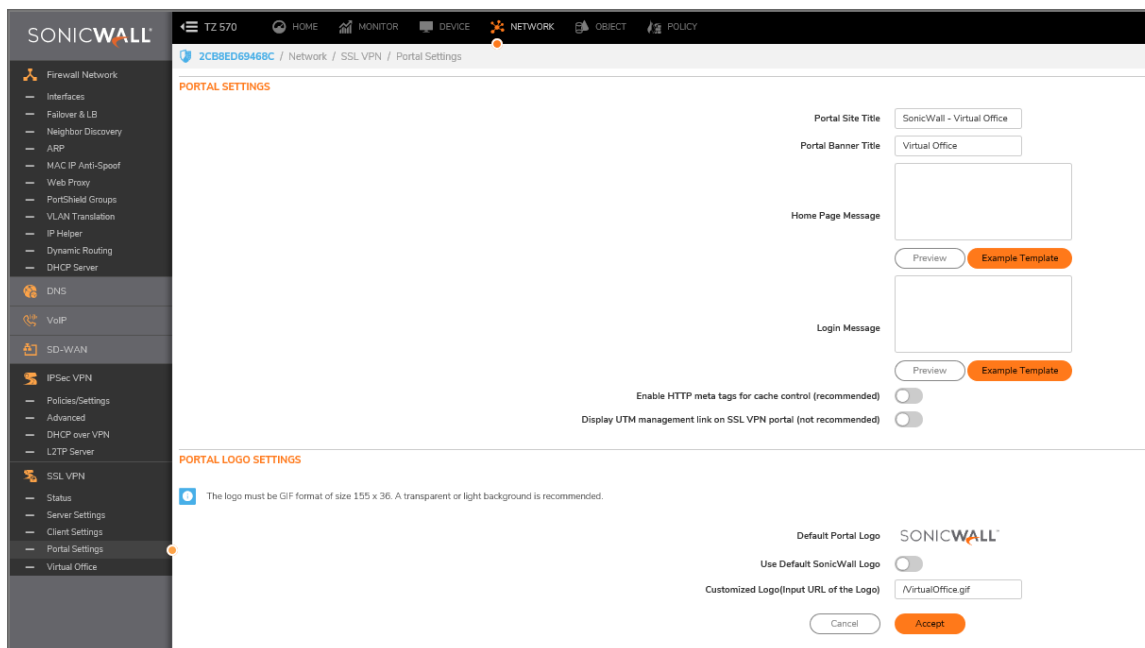 SONICWALL
TZ 570
HOME
MONITOR
DEVICE
NETWORK
OBJECT
POLICY
2CB8ED69468C / Network / SSL VPN / Portal Settings
Firewall Network
Interfaces
Failover & LB
Neighbor Discovery
ARP
MAC IP Anti-Spoof
Web Proxy
PortShield Groups
VLAN Translation
IP Helper
Dynamic Routing
DHCP Server
DNS
VoIP
SD-WAN
IPSec VPN
Policies/Settings
Advanced
DHCP over VPN
L2TP Server
SSL VPN
Status
Server Settings
Client Settings
Portal Settings
Virtual Office
PORTAL SETTINGS
Portal Site Title SonicWall - Virtual Office
Portal Banner Title Virtual Office
Home Page Message
Preview Example Template
Login Message
Preview Example Template
Enable HTTP meta tags for cache control (recommended)
Display UTM management link on SSL VPN portal (not recommended)
PORTAL LOGO SETTINGS
The logo must be GIF format of size 155 x 36. A transparent or light background is recommended.
Default Portal Logo SONICWALL
Use Default SonicWall Logo
Customized Logo(Input URL of the Logo) /VirtualOffice.gif
Cancel Accept